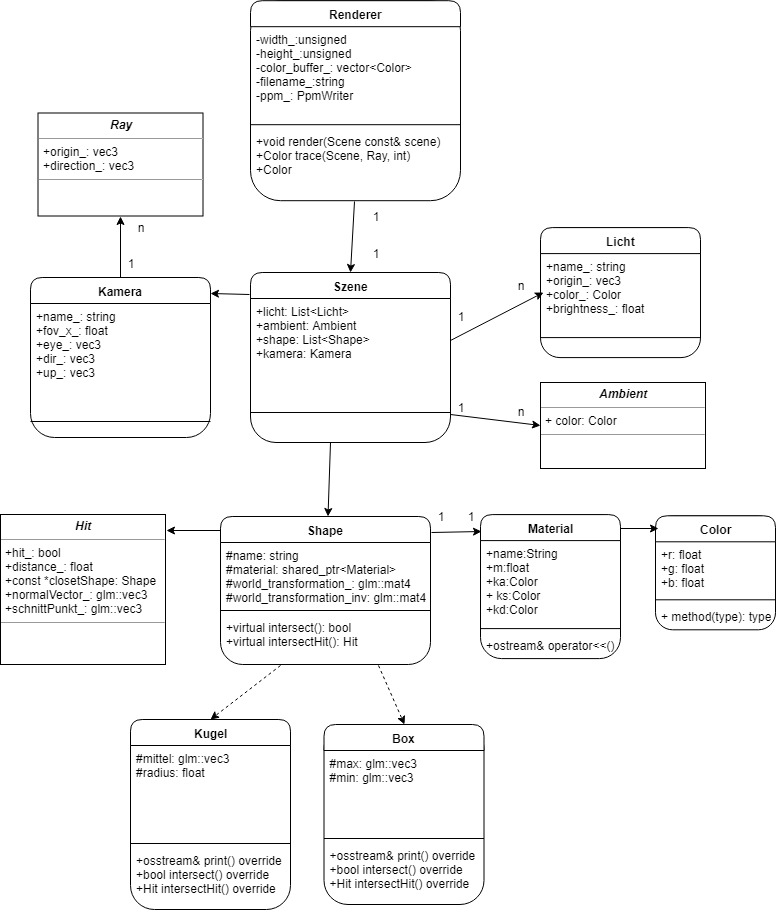 Renderer
-width_:unsigned
-height_:unsigned
-color_buffer_: vector<Color>
-filename_:string
-ppm_: PpmWriter
+void render(Scene const& scene)
+Color trace(Scene, Ray, int)
+Color
Ray
+origin_: vec3
+direction_: vec3
n
1
1
1
Kamera
+name_: string
+fov_x_: float
+eye_: vec3
+dir_: vec3
+up_: vec3
Szene
+licht: List<Licht>
+ambient: Ambient
+shape: List<Shape>
+kamera: Kamera
1
n
Licht
+name_: string
+origin_: vec3
+color_: Color
+brightness_: float
1
n
Ambient
+ color: Color
Hit
+hit_: bool
+distance_: float
+const *closetShape: Shape
+normalVector_: glm::vec3
+schnittPunkt_: glm::vec3
Shape
#name: string
#material: shared_ptr<Material>
#world_transformation_: glm::mat4
#world_transformation_inv: glm::mat4
+virtual intersect(): bool
+virtual intersectHit(): Hit
1
1
Material
+name:String
+m:float
+ka:Color
+ ks:Color
+kd:Color
+ostream& operator<<()
Color
+r: float
+g: float
+b: float
+ method(type): type
Kugel
#mittel: glm::vec3
#radius: float
+osstream& print() override
+bool intersect() override
+Hit intersectHit() override
Box
#max: glm::vec3
#min: glm::vec3
+osstream& print() override
+bool intersect() override
+Hit intersectHit() override